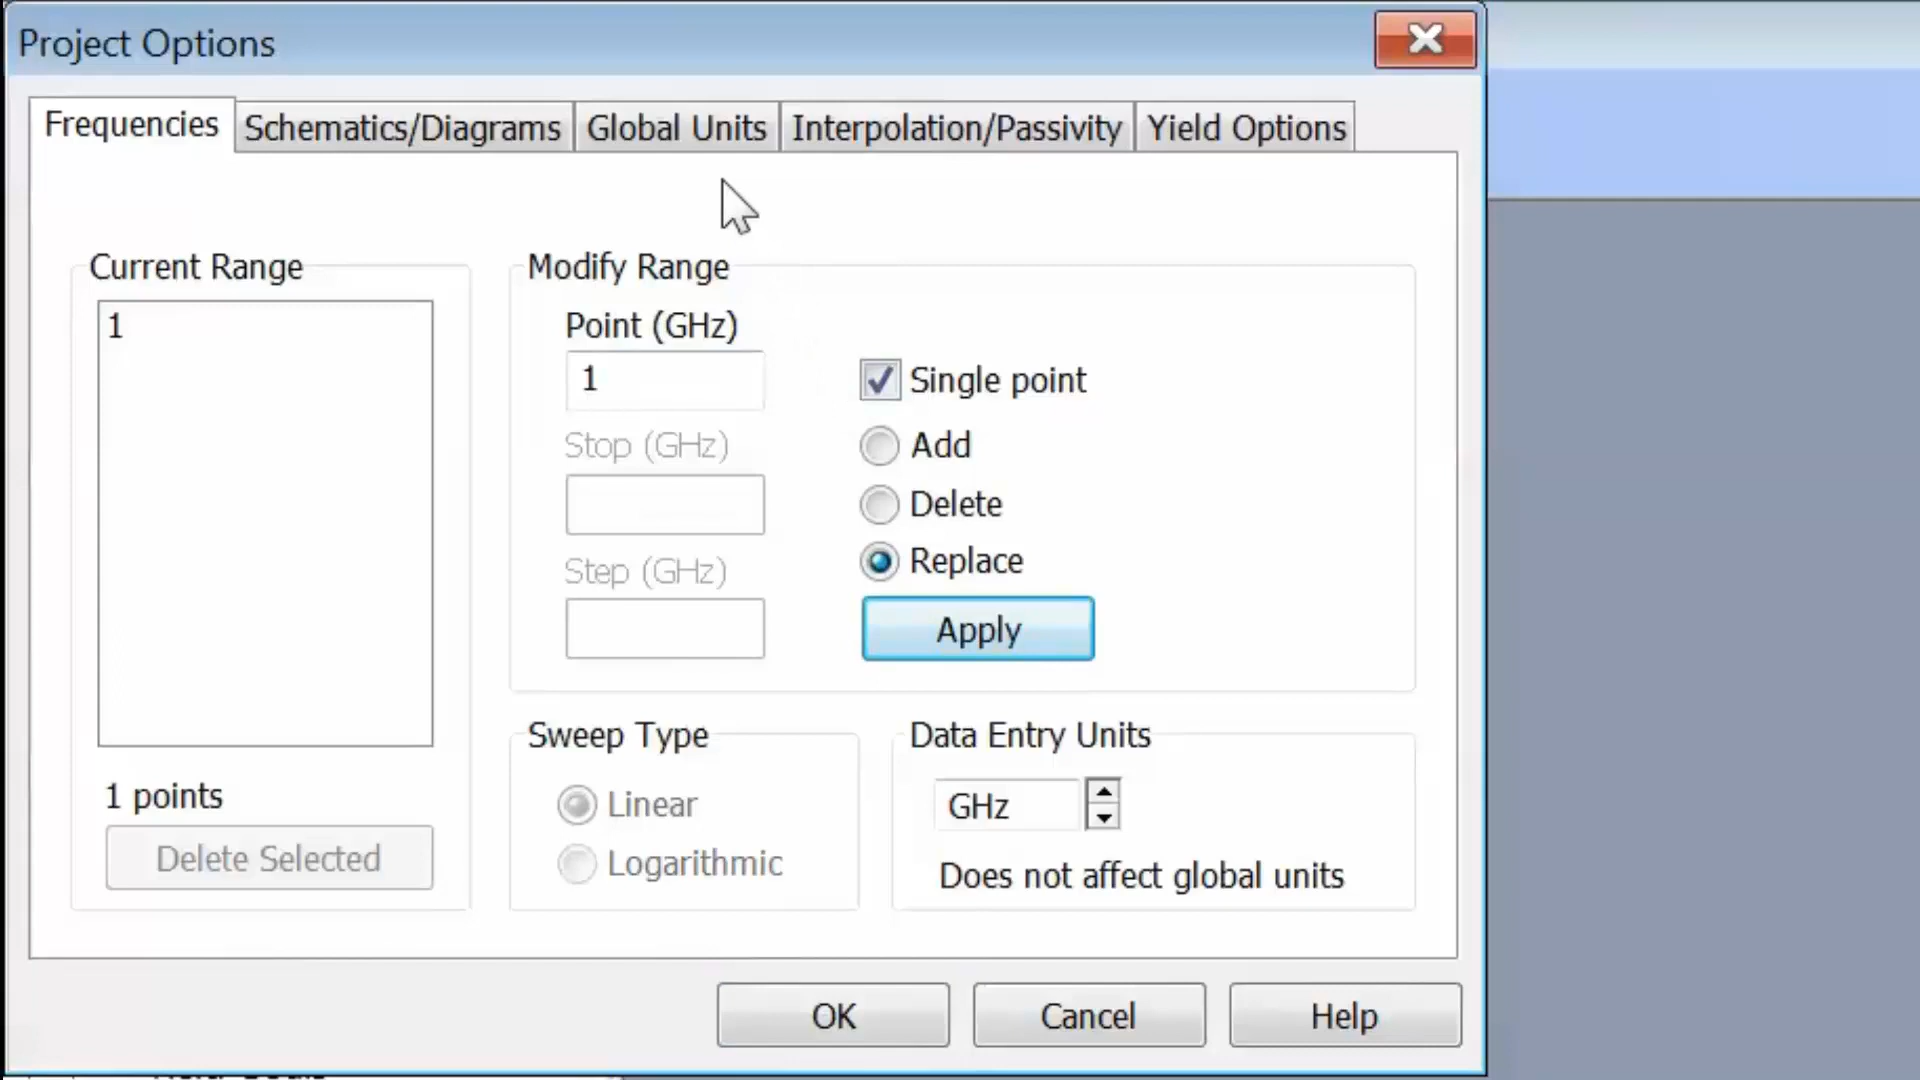 Project Options
Frequencies
Schematics/Diagrams
Global Units
Interpolation/Passivity
Yield Options
Current Range
1
1 points
Delete Selected
Modify Range
Point (GHz)
1
Stop (GHz)
Step (GHz)
Single point
Add
Delete
Replace
Apply
Sweep Type
Linear
Logarithmic
Data Entry Units
GHz
Does not affect global units
OK
Cancel
Help